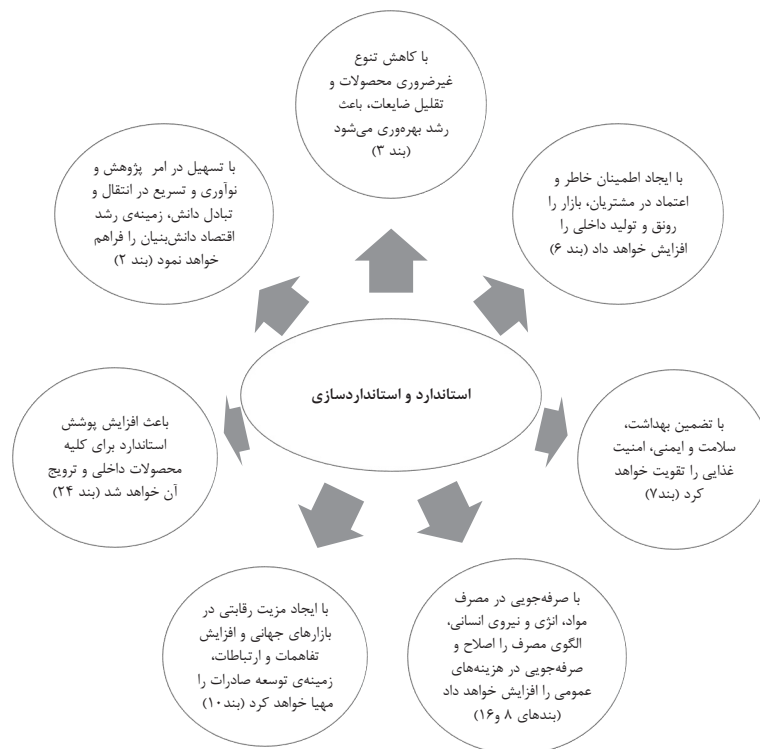 با کاهش تنوع
غیرضروری محصولات و
تقلیل ضایعات، باعث
رشد بهره‌وری می‌شود
(بند ۳)
با ایجاد اطمینان خاطر و
اعتماد در مشتریان، بازار را
رونق و تولید داخلی را
افزایش خواهد داد (بند ۶)
با تسهیل در امر پژوهش و
نوآوری و تسریع در انتقال و
تبادل دانش، زمینه‌ی رشد
اقتصاد دانش‌بنیان را فراهم
خواهد نمود (بند ۲)
استاندارد و استانداردسازی
با تضمین بهداشت،
سلامت و ایمنی، امنیت
غذایی را تقویت خواهد
کرد (بند۷)
باعث افزایش پوشش
استاندارد برای کلیه
محصولات داخلی و ترویج
آن خواهد شد (بند ۲۴)
با صرفه‌جویی در مصرف
مواد، انژی و نیروی انسانی،
الگوی مصرف را اصلاح و
صرفه‌جویی در هزینه‌های
عمومی را افزایش خواهد داد
(بندهای ۸ و۱۶)
با ایجاد مزیت رقابتی در
بازارهای جهانی و افزایش
تفاهمات و ارتباطات،
زمینه‌ی توسعه صادرات را
مهیا خواهد کرد (بند۱۰)